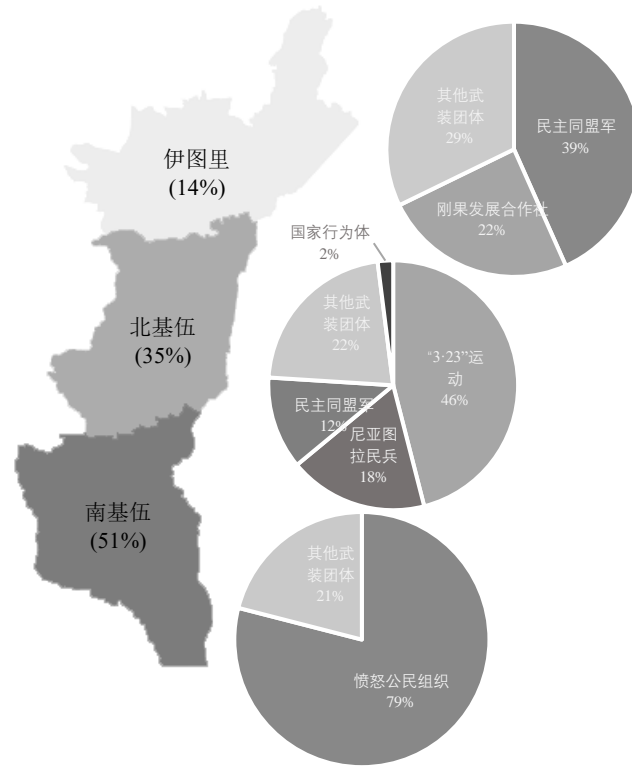 伊图里
(14%)
北基伍
(35%)
南基伍
(51%)
其他武
装团体
29%
民主同盟军
39%
刚果发展合作社
22%
国家行为体
2%
其他武
装团体
22%
“3·23”运
动
46%
民主同盟军
12%
尼亚图
拉民兵
18%
其他武
装团体
21%
愤怒公民组织
79%